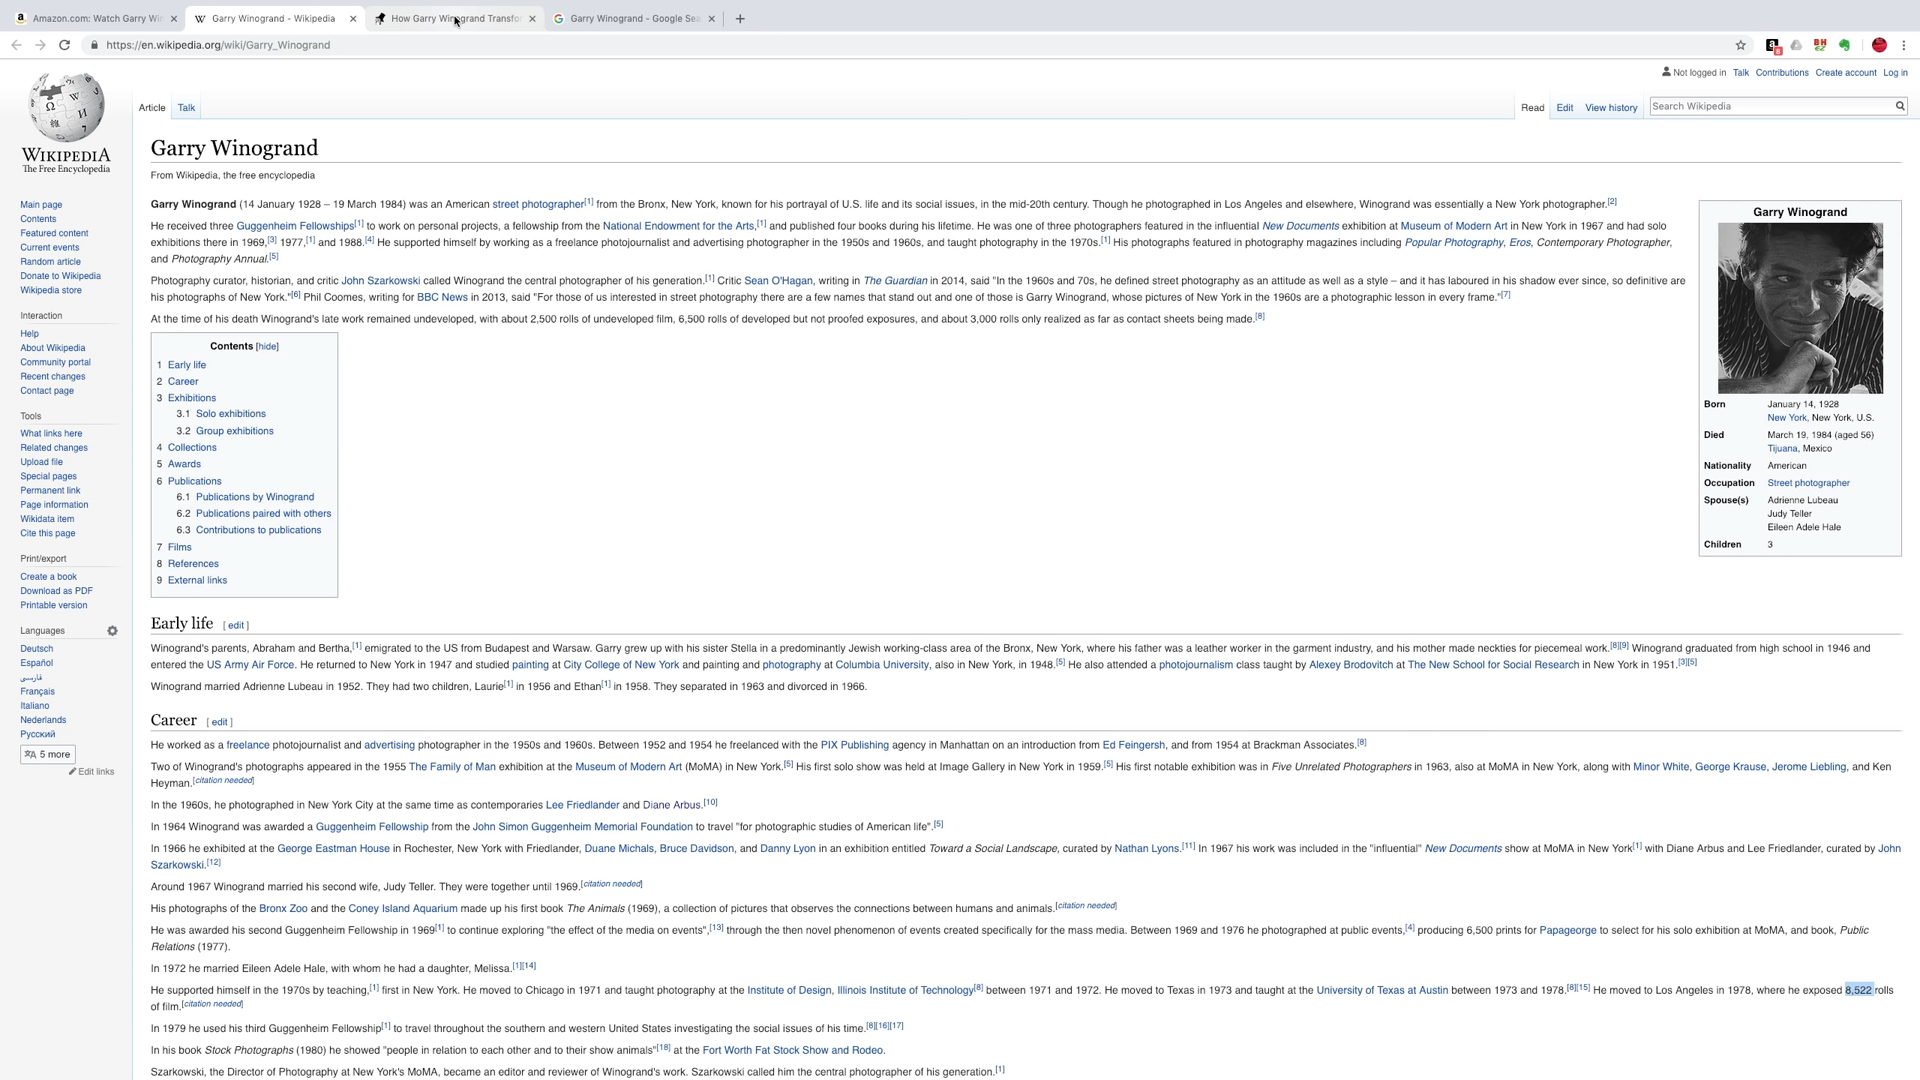 Amazon.com: Watch Garry Win
Garry Winogrand - Wikipedia
How Garry Winogrand Transfo
Garry Winogrand - Google Sea
https://en.wikipedia.org/wiki/Garry_Winogrand
Not logged in Talk Contributions Create account Log in
WIKIPEDIA
The Free Encyclopedia
Article Talk
Read Edit View history
Search Wikipedia
Main page
Contents
Featured content
Current events
Random article
Donate to Wikipedia
Wikipedia store
Interaction
Help
About Wikipedia
Community portal
Recent changes
Contact page
Tools
What links here
Related changes
Upload file
Special pages
Permanent link
Page information
Wikidata item
Cite this page
Print/export
Create a book
Download as PDF
Printable version
Languages
Deutsch
Español
فارسی
Français
Italiano
Nederlands
Русский
5 more
Edit links
Garry Winogrand
From Wikipedia, the free encyclopedia
Garry Winogrand (14 January 1928 – 19 March 1984) was an American street photographer[1] from the Bronx, New York, known for his portrayal of U.S. life and its social issues, in the mid-20th century. Though he photographed in Los Angeles and elsewhere, Winogrand was essentially a New York photographer.[2]
He received three Guggenheim Fellowships[1] to work on personal projects, a fellowship from the National Endowment for the Arts,[1] and published four books during his lifetime. He was one of three photographers featured in the influential New Documents exhibition at Museum of Modern Art in New York in 1967 and had solo
exhibitions there in 1969,[3] 1977,[1] and 1988.[4] He supported himself by working as a freelance photojournalist and advertising photographer in the 1950s and 1960s, and taught photography in the 1970s.[1] His photographs featured in photography magazines including Popular Photography, Eros, Contemporary Photographer,
and Photography Annual.[5]
Photography curator, historian, and critic John Szarkowski called Winogrand the central photographer of his generation.[1] Critic Sean O'Hagan, writing in The Guardian in 2014, said "In the 1960s and 70s, he defined street photography as an attitude as well as a style – and it has laboured in his shadow ever since, so definitive are
his photographs of New York."[6] Phil Coomes, writing for BBC News in 2013, said "For those of us interested in street photography there are a few names that stand out and one of those is Garry Winogrand, whose pictures of New York in the 1960s are a photographic lesson in every frame."[7]
At the time of his death Winogrand's late work remained undeveloped, with about 2,500 rolls of undeveloped film, 6,500 rolls of developed but not proofed exposures, and about 3,000 rolls only realized as far as contact sheets being made.[8]
Contents [hide]
1 Early life
2 Career
3 Exhibitions
3.1 Solo exhibitions
3.2 Group exhibitions
4 Collections
5 Awards
6 Publications
6.1 Publications by Winogrand
6.2 Publications paired with others
6.3 Contributions to publications
7 Films
8 References
9 External links
Garry Winogrand
Born January 14, 1928
New York, New York, U.S.
Died March 19, 1984 (aged 56)
Tijuana, Mexico
Nationality American
Occupation Street photographer
Spouse(s) Adrienne Lubeau
Judy Teller
Eileen Adele Hale
Children 3
Early life [ edit ]
Winogrand's parents, Abraham and Bertha,[1] emigrated to the US from Budapest and Warsaw. Garry grew up with his sister Stella in a predominantly Jewish working-class area of the Bronx, New York, where his father was a leather worker in the garment industry, and his mother made neckties for piecemeal work.[8][9] Winogrand graduated from high school in 1946 and
entered the US Army Air Force. He returned to New York in 1947 and studied painting at City College of New York and painting and photography at Columbia University, also in New York, in 1948.[5] He also attended a photojournalism class taught by Alexey Brodovitch at The New School for Social Research in New York in 1951.[3][5]
Winogrand married Adrienne Lubeau in 1952. They had two children, Laurie[1] in 1956 and Ethan[1] in 1958. They separated in 1963 and divorced in 1966.
Career [ edit ]
He worked as a freelance photojournalist and advertising photographer in the 1950s and 1960s. Between 1952 and 1954 he freelanced with the PIX Publishing agency in Manhattan on an introduction from Ed Feingersh, and from 1954 at Brackman Associates.[8]
Two of Winogrand's photographs appeared in the 1955 The Family of Man exhibition at the Museum of Modern Art (MoMA) in New York.[5] His first solo show was held at Image Gallery in New York in 1959.[5] His first notable exhibition was in Five Unrelated Photographers in 1963, also at MoMA in New York, along with Minor White, George Krause, Jerome Liebling, and Ken
Heyman.[citation needed]
In the 1960s, he photographed in New York City at the same time as contemporaries Lee Friedlander and Diane Arbus.[10]
In 1964 Winogrand was awarded a Guggenheim Fellowship from the John Simon Guggenheim Memorial Foundation to travel "for photographic studies of American life".[5]
In 1966 he exhibited at the George Eastman House in Rochester, New York with Friedlander, Duane Michals, Bruce Davidson, and Danny Lyon in an exhibition entitled Toward a Social Landscape, curated by Nathan Lyons.[11] In 1967 his work was included in the "influential" New Documents show at MoMA in New York[1] with Diane Arbus and Lee Friedlander, curated by John
Szarkowski.[12]
Around 1967 Winogrand married his second wife, Judy Teller. They were together until 1969.[citation needed]
His photographs of the Bronx Zoo and the Coney Island Aquarium made up his first book The Animals (1969), a collection of pictures that observes the connections between humans and animals.[citation needed]
He was awarded his second Guggenheim Fellowship in 1969[1] to continue exploring "the effect of the media on events",[13] through the then novel phenomenon of events created specifically for the mass media. Between 1969 and 1976 he photographed at public events,[4] producing 6,500 prints for Papageorge to select for his solo exhibition at MoMA, and book, Public
Relations (1977).
In 1972 he married Eileen Adele Hale, with whom he had a daughter, Melissa.[1][14]
He supported himself in the 1970s by teaching,[1] first in New York. He moved to Chicago in 1971 and taught photography at the Institute of Design, Illinois Institute of Technology[8] between 1971 and 1972. He moved to Texas in 1973 and taught at the University of Texas at Austin between 1973 and 1978.[8][15] He moved to Los Angeles in 1978, where he exposed 8,522 rolls
of film.[citation needed]
In 1979 he used his third Guggenheim Fellowship[1] to travel throughout the southern and western United States investigating the social issues of his time.[8][16][17]
In his book Stock Photographs (1980) he showed "people in relation to each other and to their show animals"[18] at the Fort Worth Fat Stock Show and Rodeo.
Szarkowski, the Director of Photography at New York's MoMA, became an editor and reviewer of Winogrand's work. Szarkowski called him the central photographer of his generation.[1]